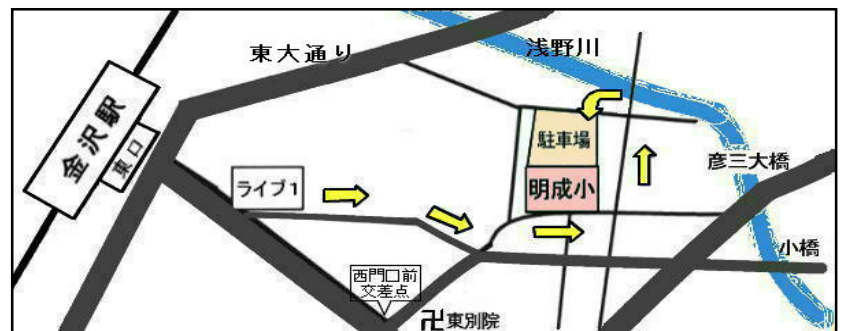 東大通り
浅野川
金沢駅
東口
駐車場
明成小
彦三大橋
ライブ1
小橋
西門口前
交差点
卍東別院